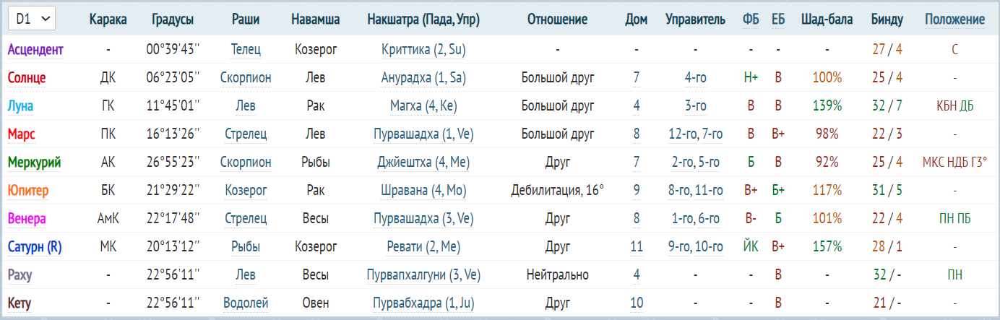 D1 Карака Градусы Раши Навамша Накшатра (Пада, Упр) Отношение Дом Управитель ФБ ЕБ Шад-бала Бинду Положение
Асцендент - 00°39'43'' Телец Козерог Криттика (2, Su) - - - - - - 27 / 4 С
Солнце ДК 06°23'05'' Скорпион Лев Анурадха (1, Sa) Большой друг 7 4-го Н+ В 100% 25 / 4 -
Луна ГК 11°45'01'' Лев Рак Магха (4, Ke) Большой друг 4 3-го В В 139% 32 / 7 КБН ДБ
Марс ПК 16°13'26'' Стрелец Лев Пурвашадха (1, Ve) Большой друг 8 12-го, 7-го В В+ 98% 22 / 3 -
Меркурий АК 26°55'23'' Скорпион Рыбы Джйештха (4, Me) Друг 7 2-го, 5-го Б В 92% 25 / 4 МКС НДБ Г3°
Юпитер БК 21°29'22'' Козерог Рак Шравана (4, Mo) Дебилитация, 16° 9 8-го, 11-го В+ Б+ 117% 31 / 5 -
Венера АмК 22°17'48'' Стрелец Весы Пурвашадха (3, Ve) Друг 8 1-го, 6-го В- Б 101% 22 / 4 ПН ПБ
Сатурн (R) МК 20°13'12'' Рыбы Козерог Ревати (2, Me) Друг 11 9-го, 10-го ЙК В+ 157% 28 / 1 -
Раху - 22°56'11'' Лев Весы Пурвапхалгуни (3, Ve) Нейтрально 4 - - В - 32 / - ПН
Кету - 22°56'11'' Водолей Овен Пурвабхадра (1, Ju) Друг 10 - - В - 21 / - -